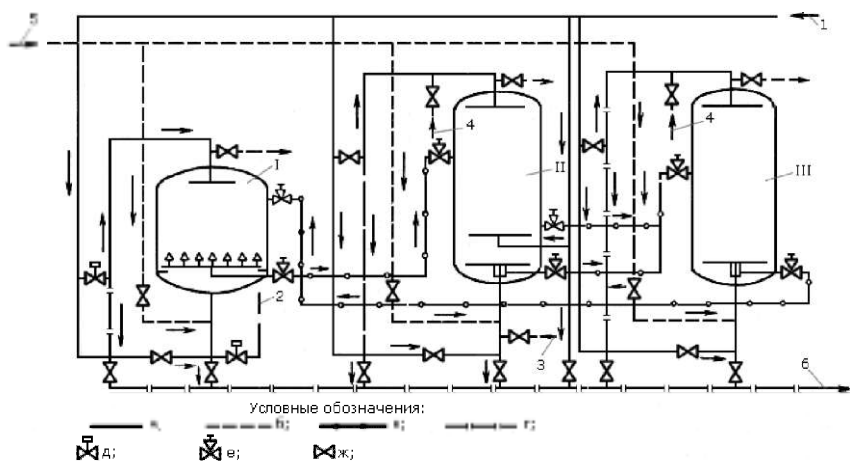 5
1
4
4
I
II
III
2
3
6
Условные обозначения:
а; б; в; г;
д; е; ж;